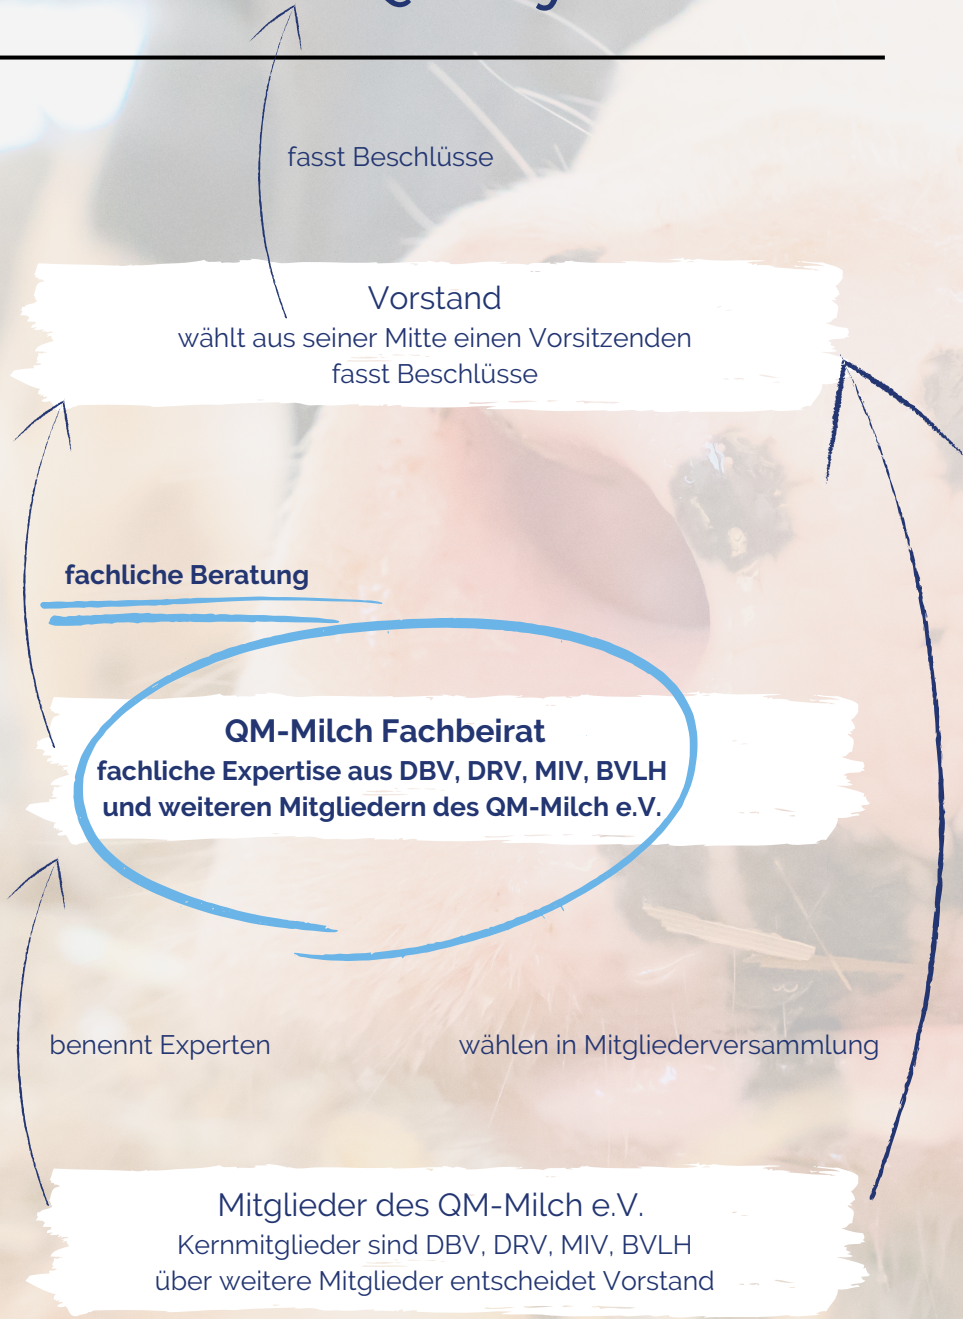 fasst Beschlüsse
Vorstand
wählt aus seiner Mitte einen Vorsitzenden
fasst Beschlüsse
fachliche Beratung
QM-Milch Fachbeirat
fachliche Expertise aus DBV, DRV, MIV, BVLH
und weiteren Mitgliedern des QM-Milch e.V.
benennt Experten
wählen in Mitgliederversammlung
Mitglieder des QM-Milch e.V.
Kernmitglieder sind DBV, DRV, MIV, BVLH
über weitere Mitglieder entscheidet Vorstand